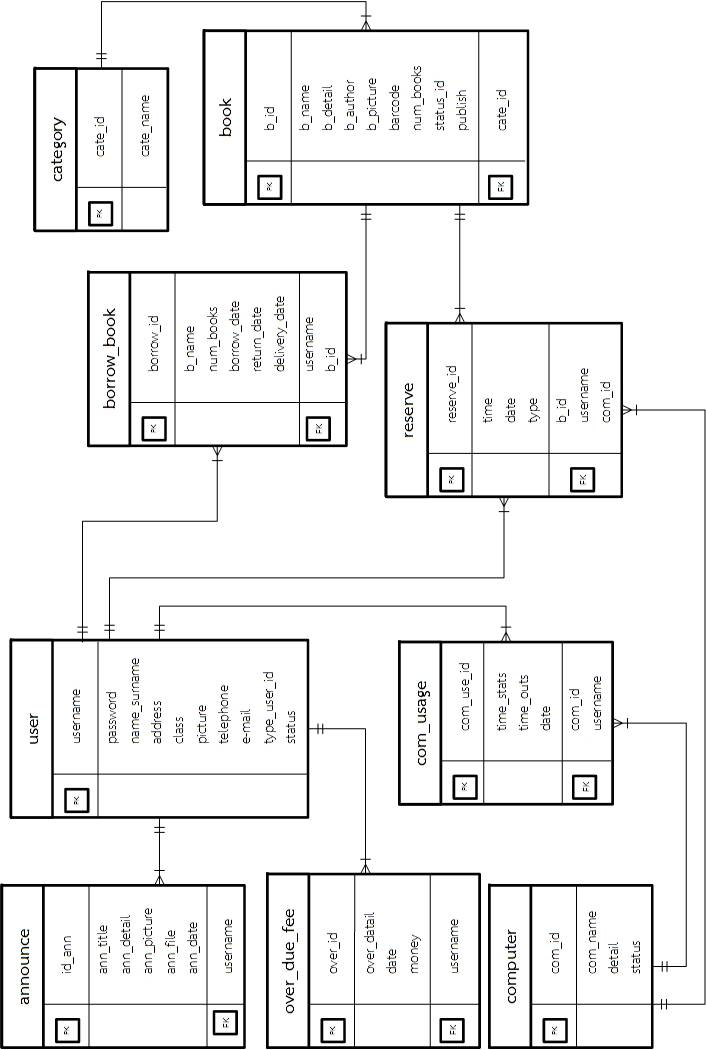 announce
PK id_ann
ann_title
ann_detail
ann_picture
ann_file
ann_date
FK username
user
PK username
password
name_surname
address
class
picture
telephone
e-mail
type_user_id
status
borrow_book
PK borrow_id
b_name
num_books
borrow_date
return_date
delivery_date
FK username
b_id
category
PK cate_id
cate_name
book
PK b_id
b_name
b_detail
b_author
b_picture
barcode
num_books
status_id
publish
FK cate_id
over_due_fee
PK over_id
over_datail
date
money
FK username
com_usage
PK com_use_id
time_stats
time_outs
date
FK com_id
username
reserve
PK reserve_id
time
date
type
b_id
FK username
com_id
computer
PK com_id
com_name
detail
status